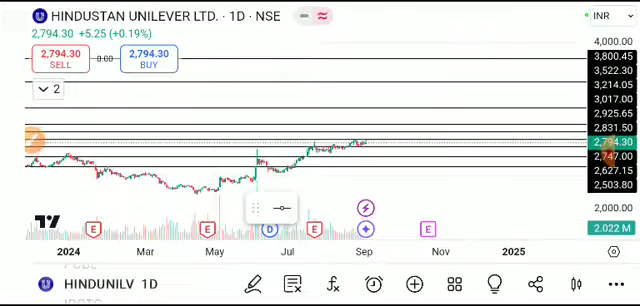 HINDUSTAN UNILEVER LTD. · 1D · NSE
INR
2,794.30 +5.25 (+0.19%)
2,794.30
SELL
0.00
2,794.30
BUY
2
4,000.00
3,800.45
3,522.30
3,214.05
3,017.00
2,925.65
2,831.50
2,794.30
2,747.00
2,627.15
2,503.80
2,000.00
2.022 M
E
E
D
E
E
2024
Mar
May
Jul
Sep
Nov
2025
HINDUNILV 1D